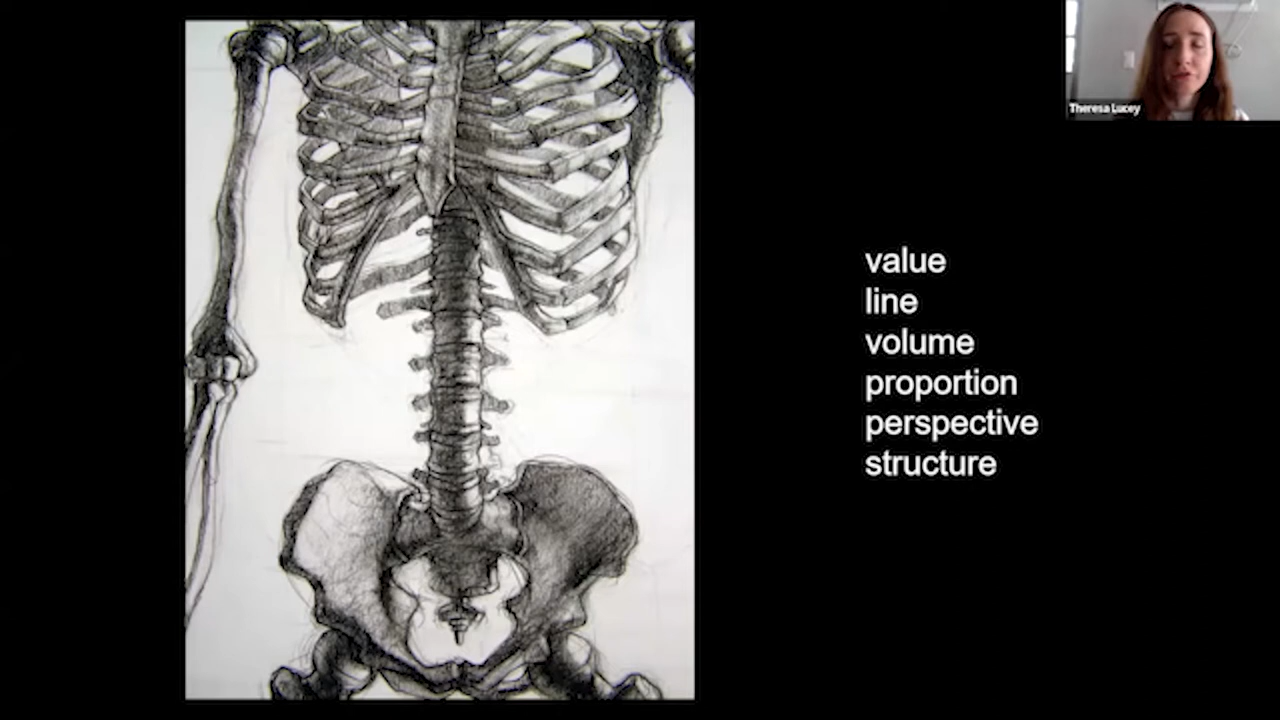 Theresa Lucey
value
line
volume
proportion
perspective
structure